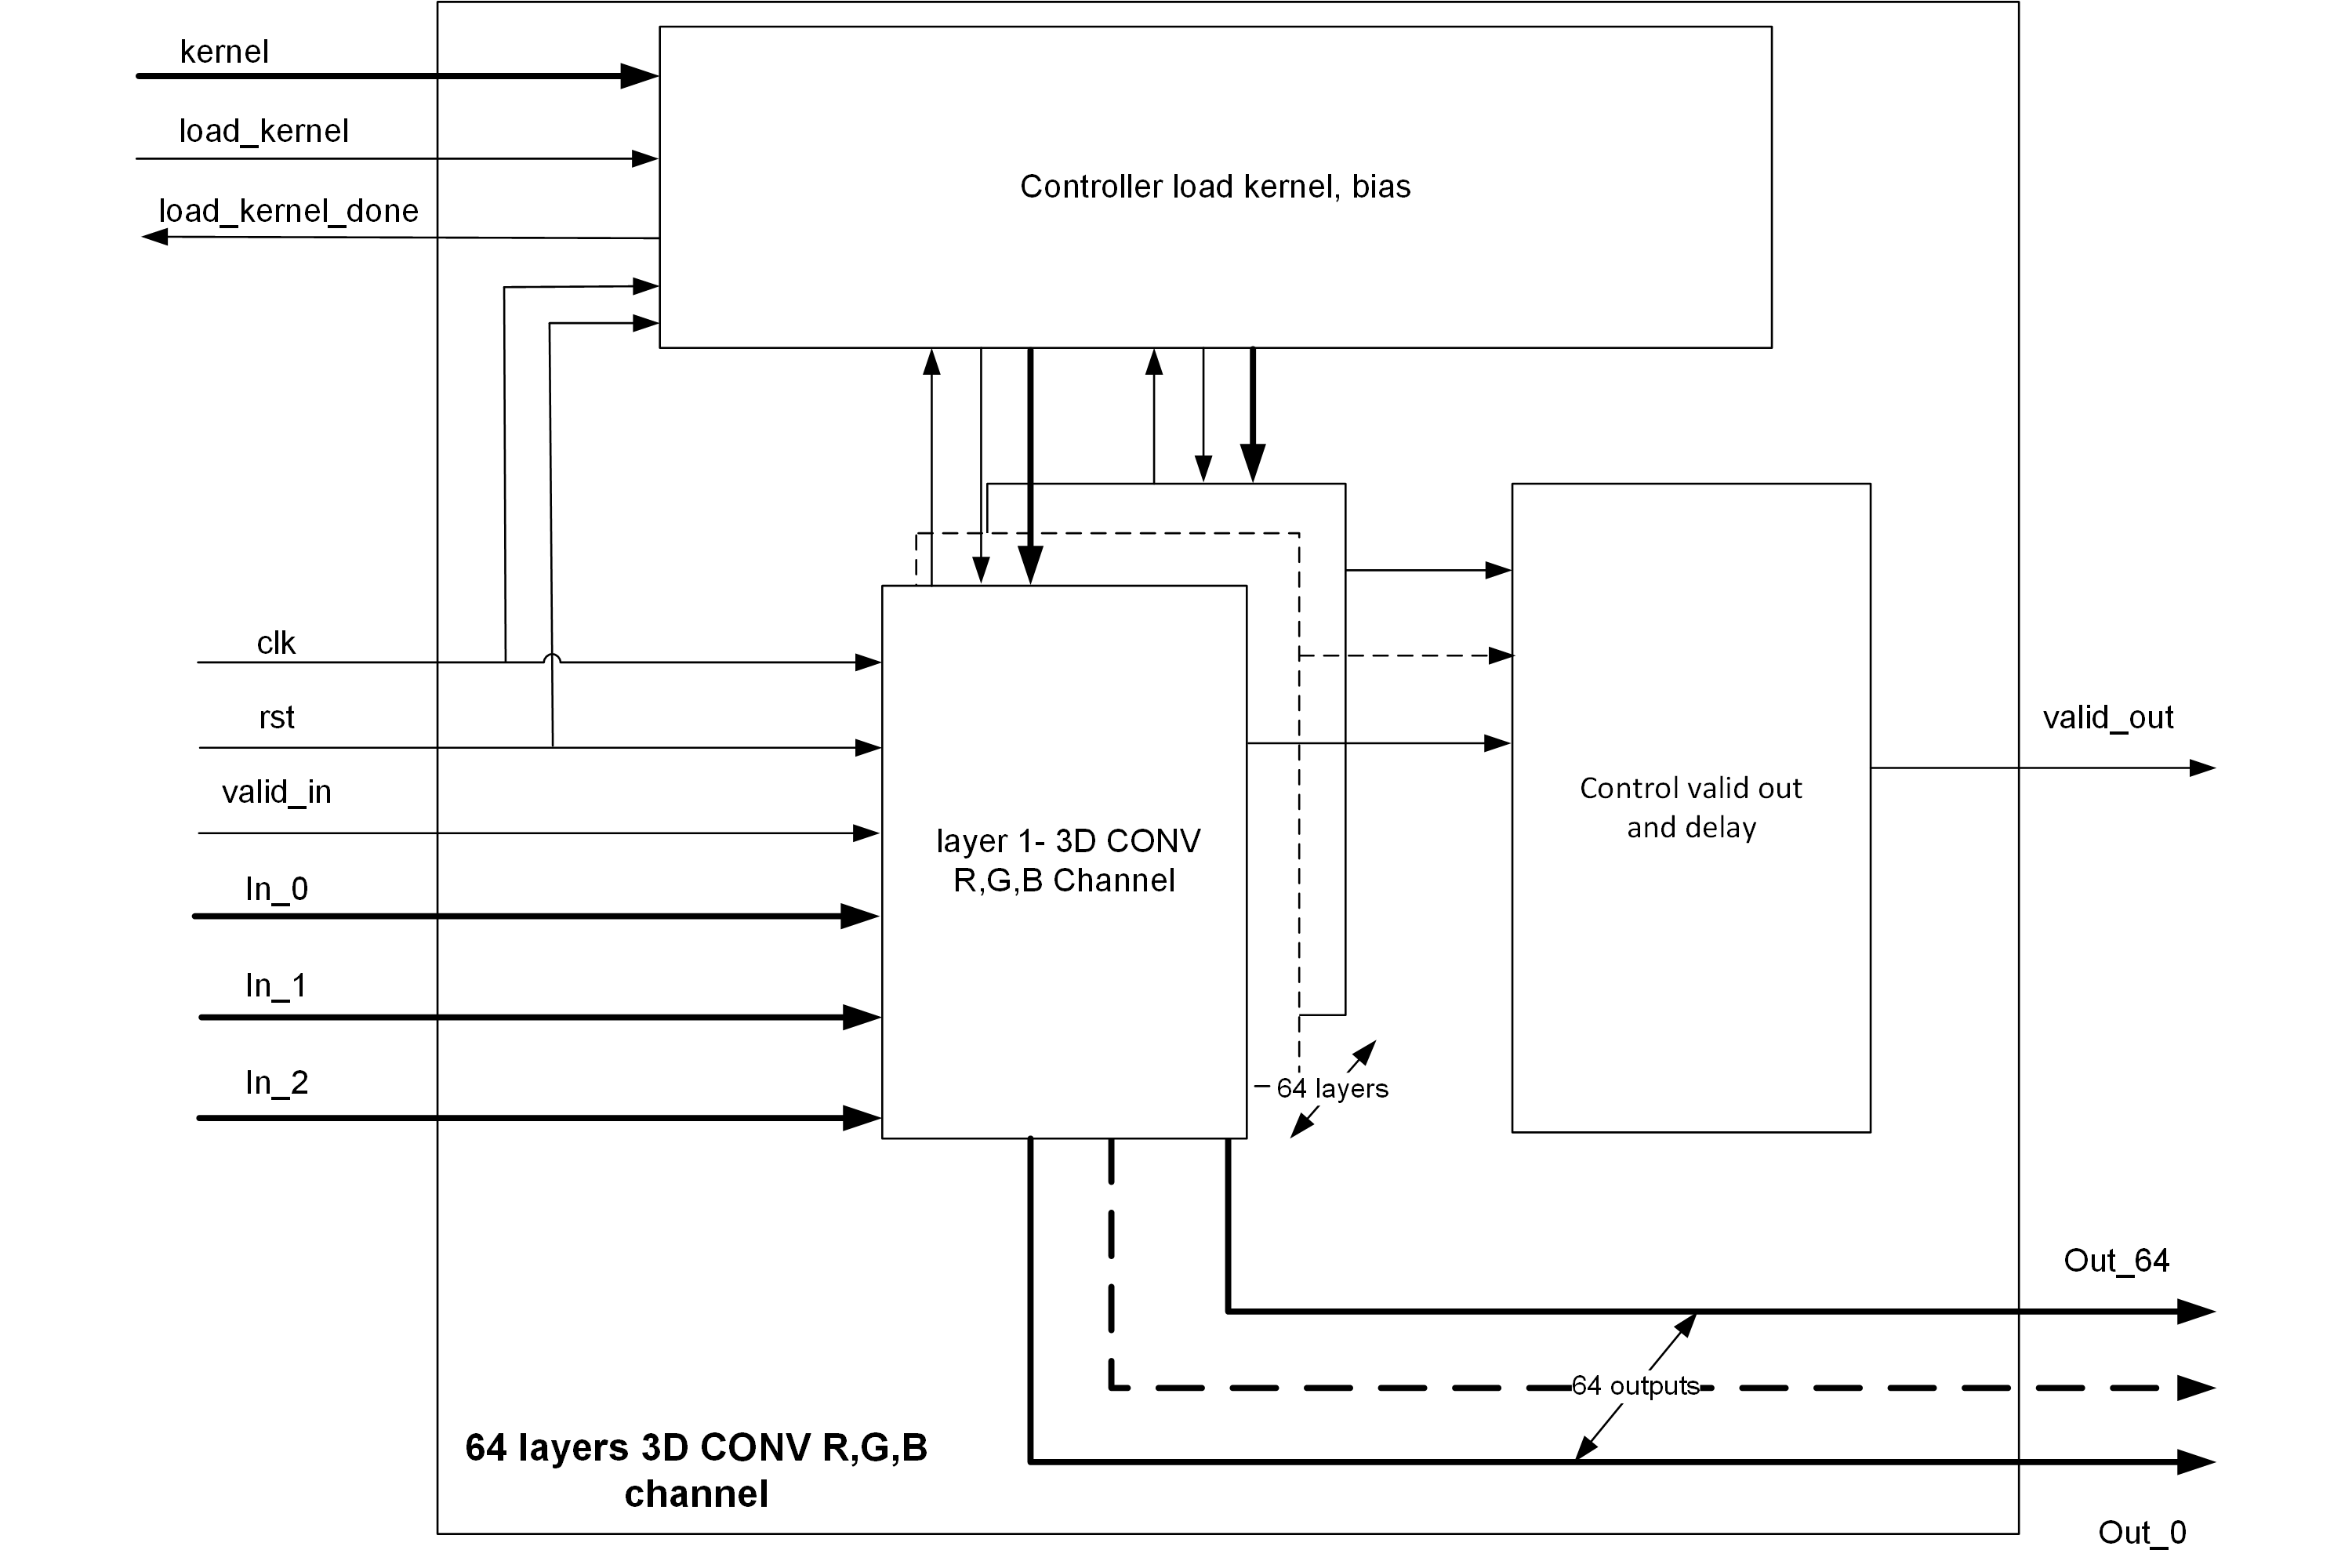 kernel
load_kernel
load_kernel_done
Controller load kernel, bias
clk
rst
valid_in
In_0
In_1
In_2
layer 1- 3D CONV
R,G,B Channel
64 layers
Control valid out
and delay
valid_out
Out_64
64 outputs
Out_0
64 layers 3D CONV R,G,B
channel